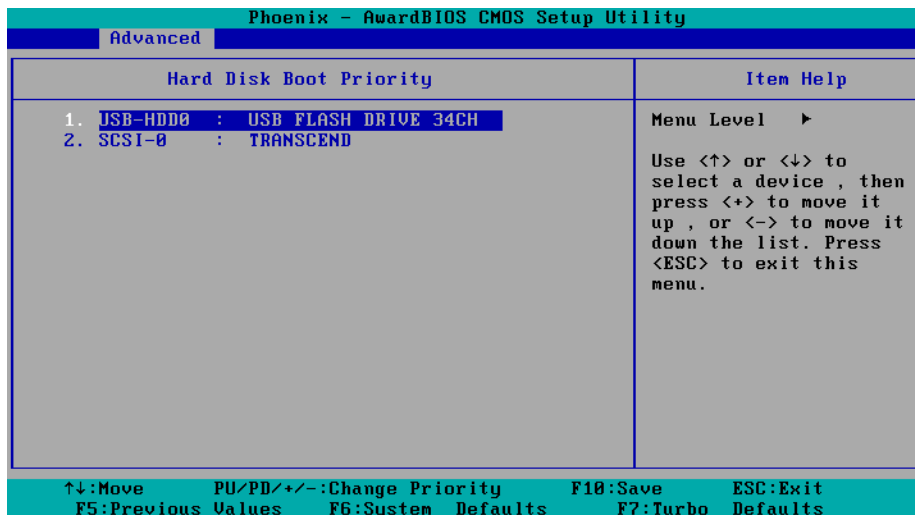 Phoenix - AwardBIOS CMOS Setup Utility
Advanced
Hard Disk Boot Priority
Item Help
1. USB-HDD0 : USB FLASH DRIVE 34CH
2. SCSI-0 : TRANSCEND
Menu Level ▶
Use <↑> or <↓> to
select a device , then
press <+> to move it
up , or <-> to move it
down the list. Press
<ESC> to exit this
menu.
↑↓:Move PU/PD/+/-:Change Priority F10:Save ESC:Exit
F5:Previous Values F6:System Defaults F7:Turbo Defaults